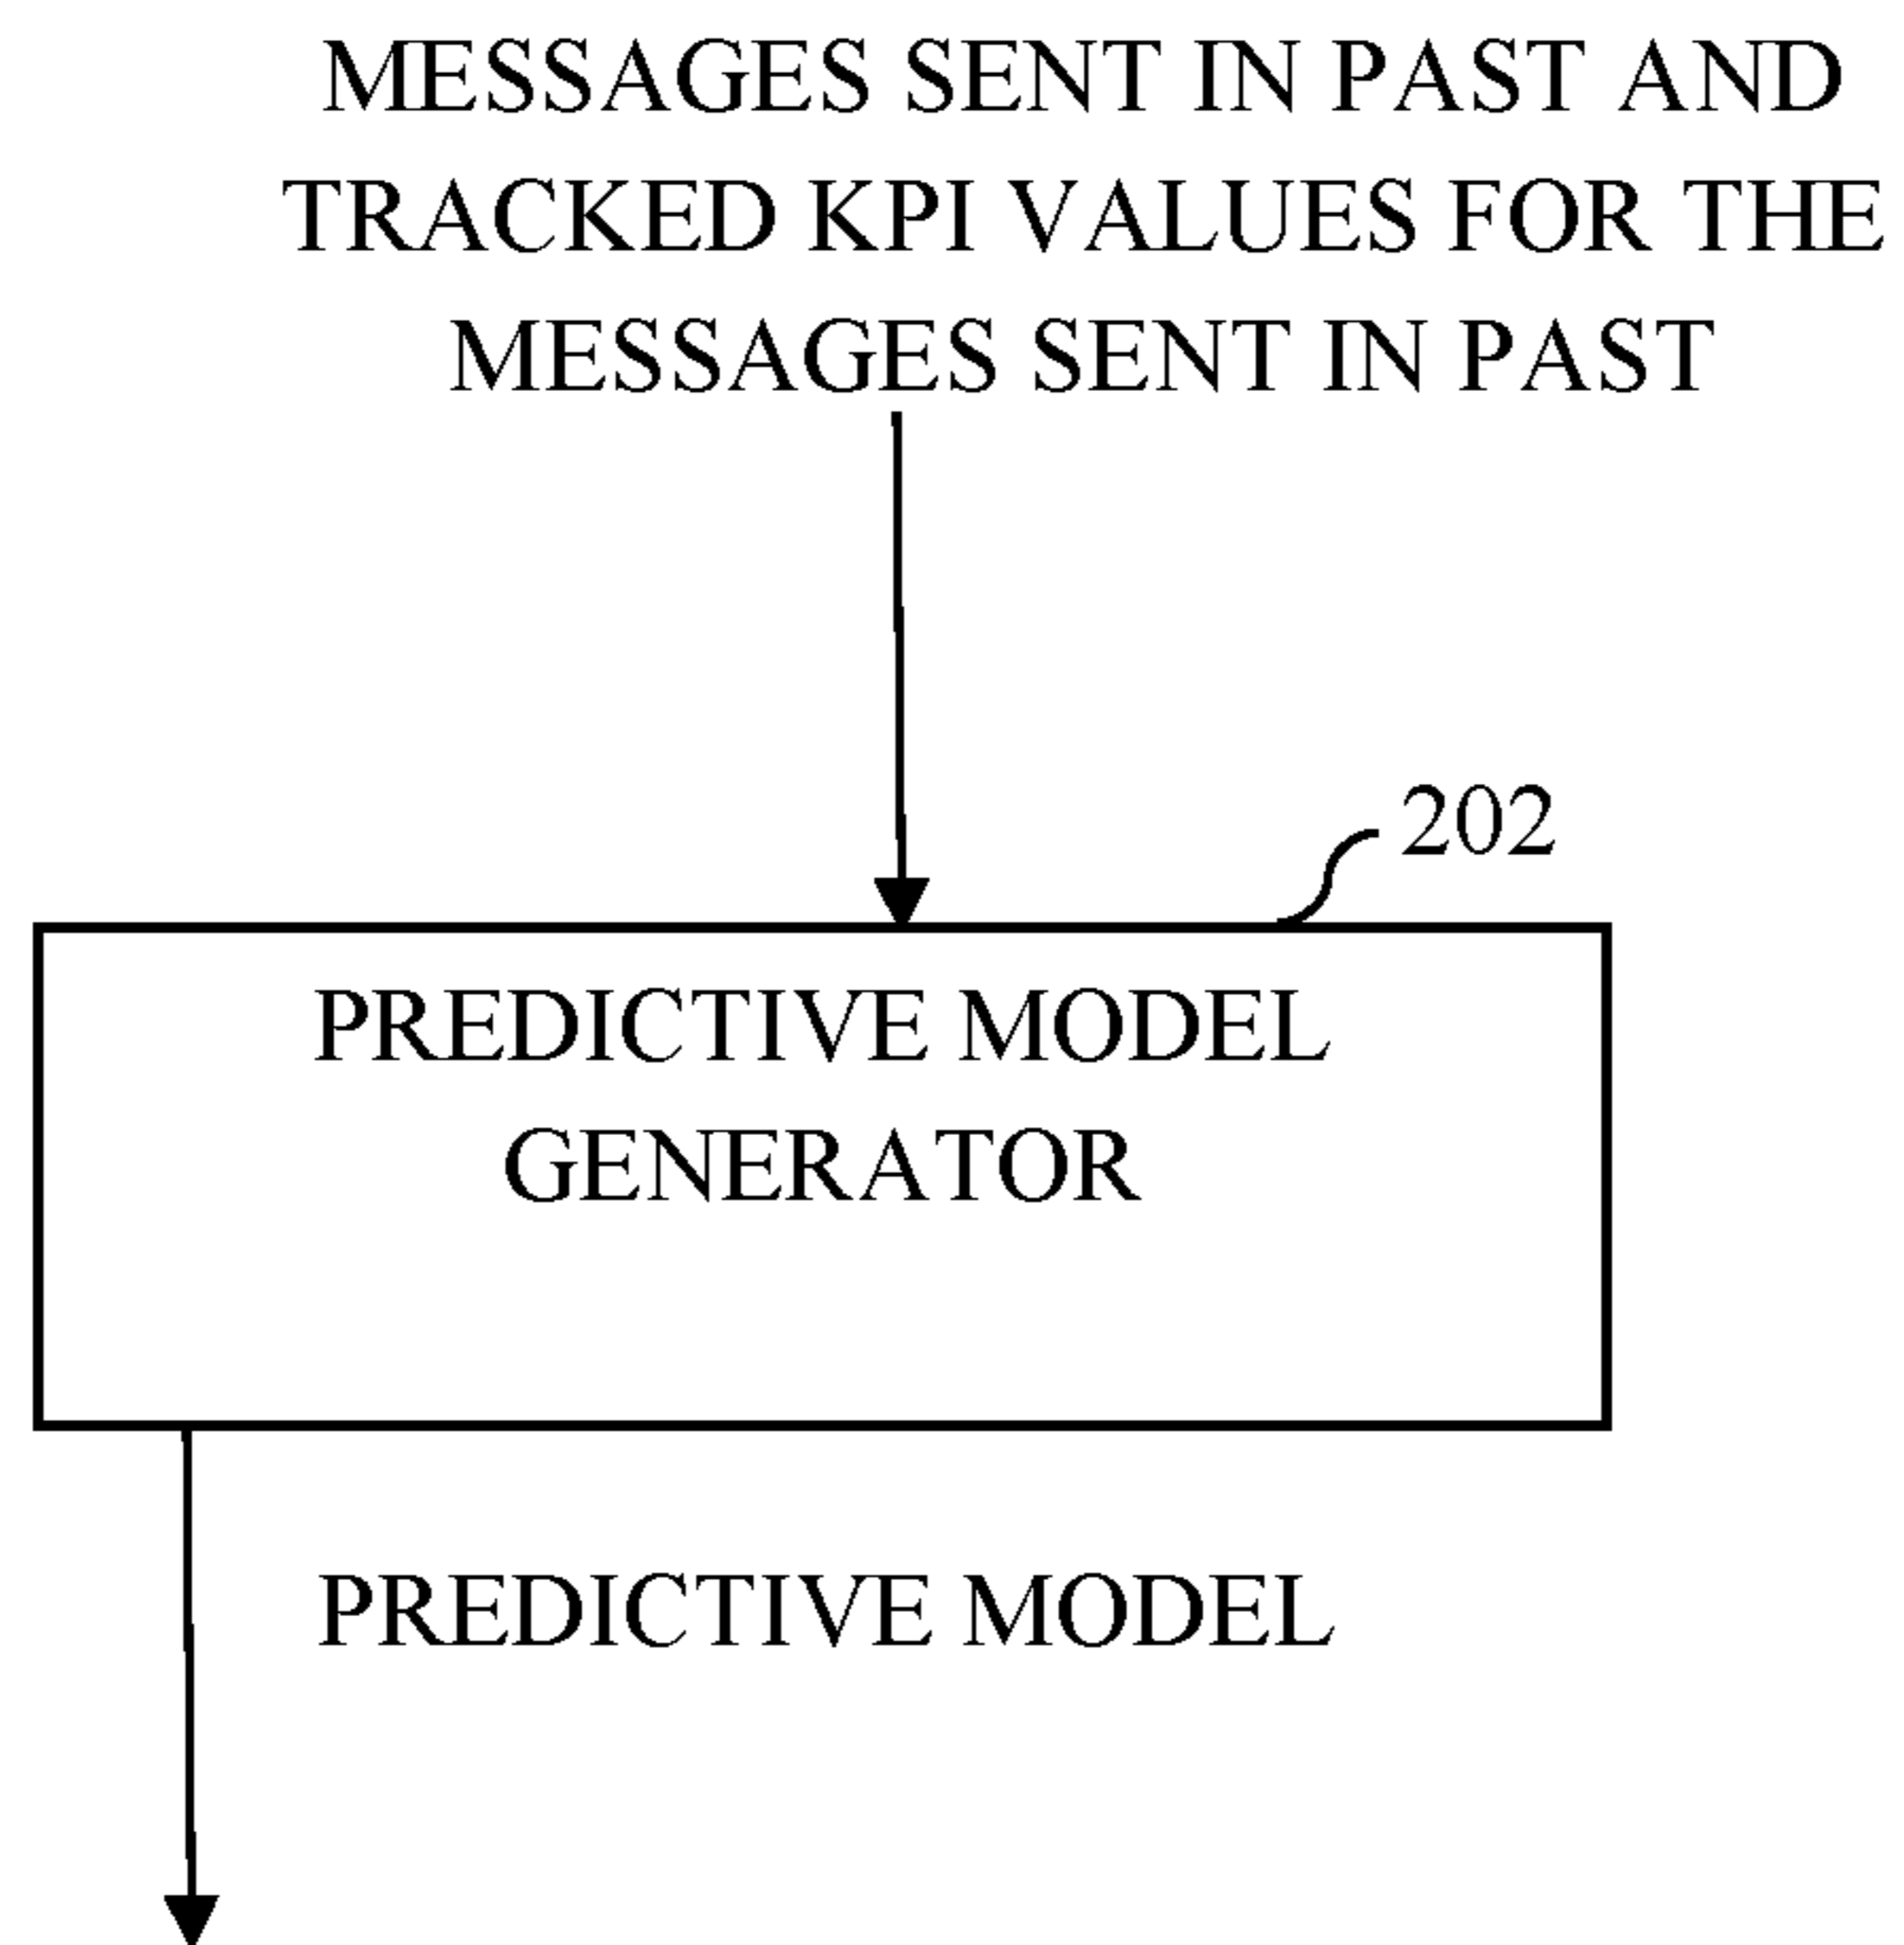 MESSAGES SENT IN PAST AND
TRACKED KPI VALUES FOR THE
MESSAGES SENT IN PAST
202
PREDICTIVE MODEL
GENERATOR
PREDICTIVE MODEL